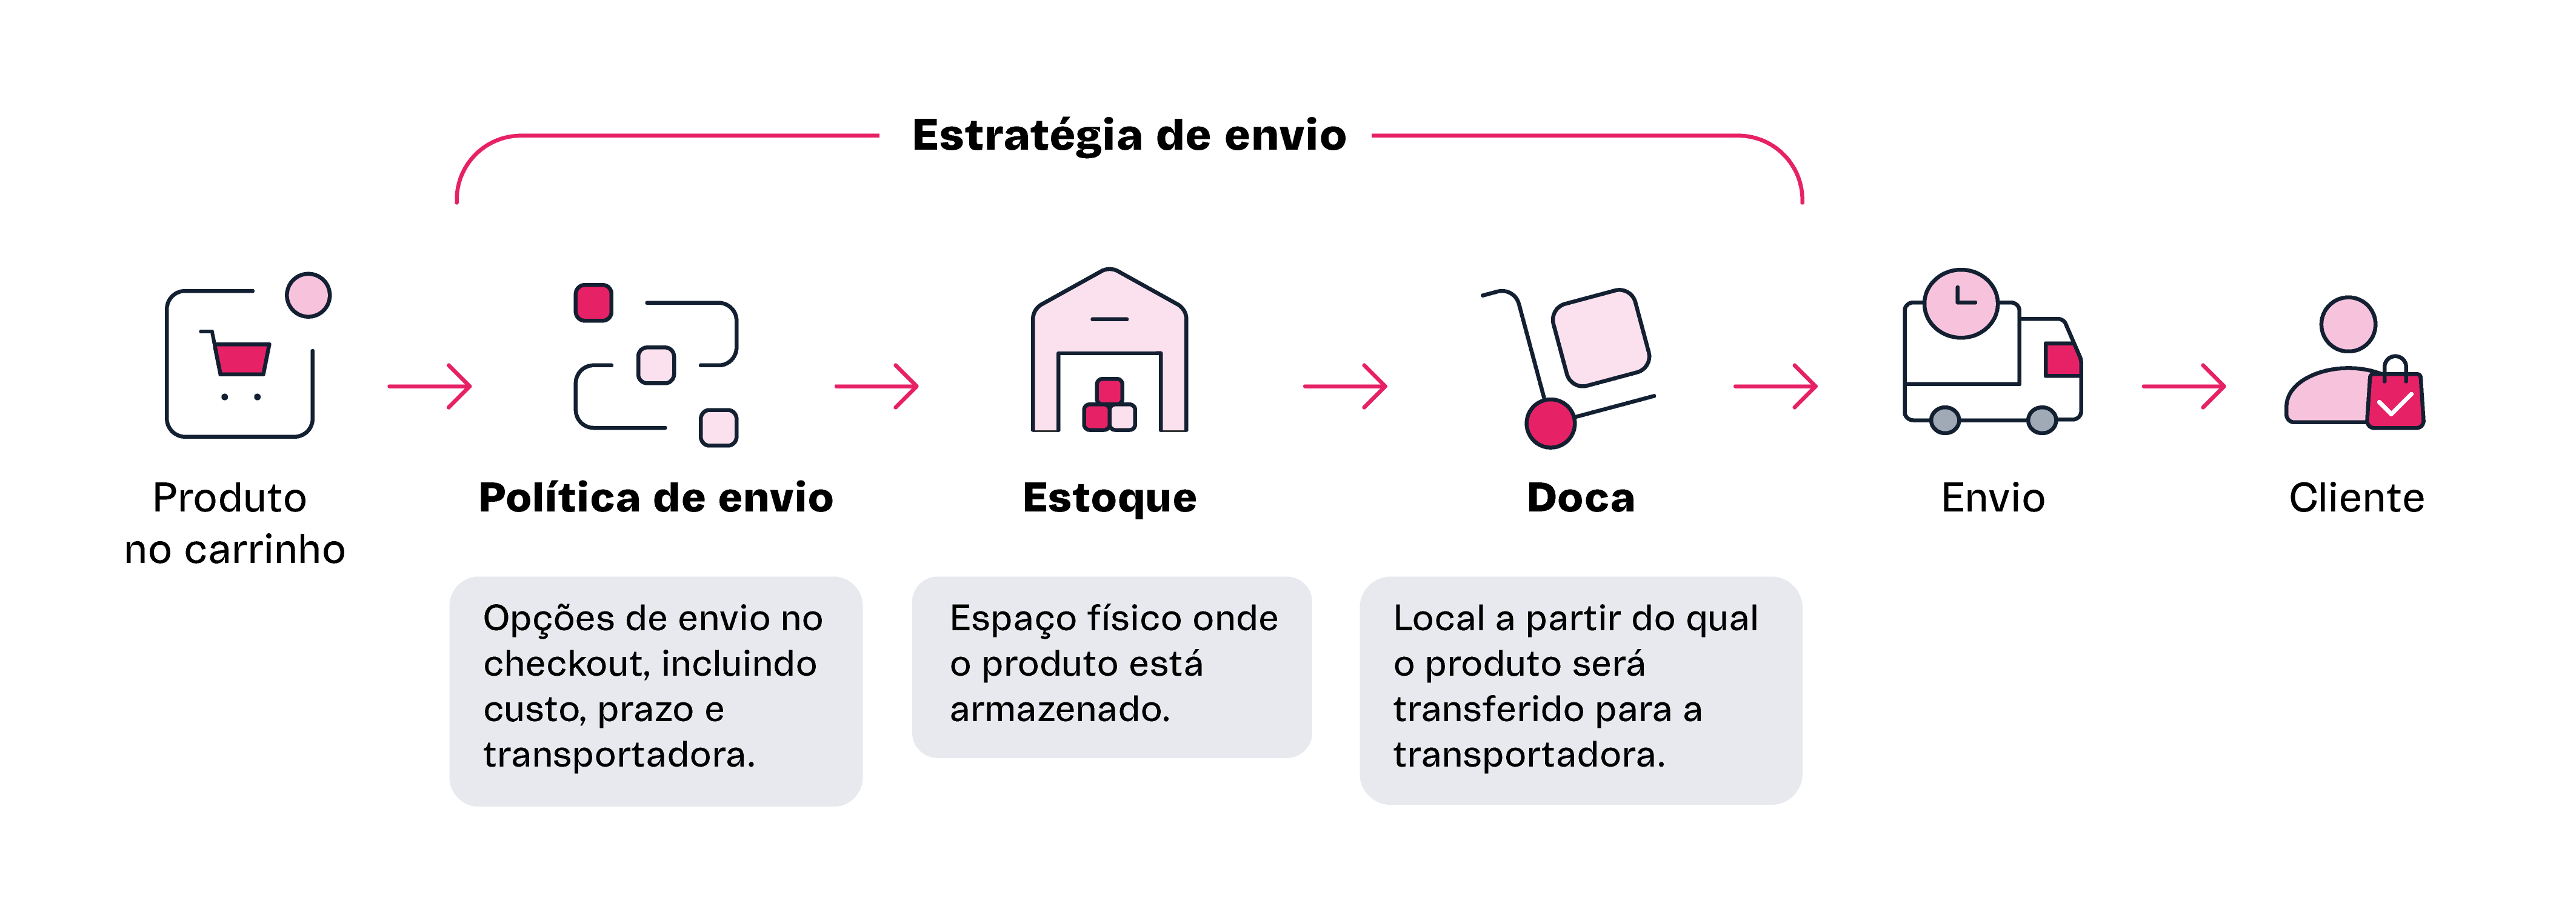 Estratégia de envio
Produto
no carrinho
Política de envio
Opções de envio no
checkout, incluindo
custo, prazo e
transportadora.
Estoque
Espaço físico onde
o produto está
armazenado.
Doca
Local a partir do qual
o produto será
transferido para a
transportadora.
Envio
Cliente